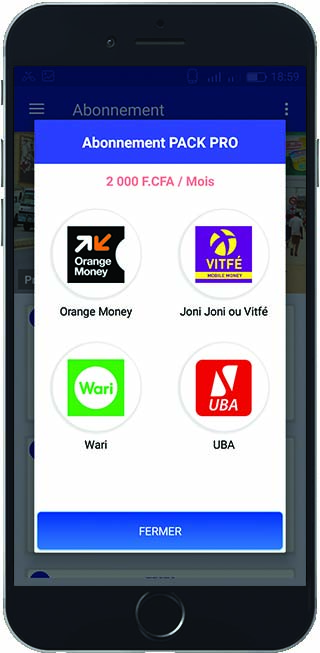 18:59
Abonnement
Abonnement PACK PRO
2 000 F.CFA / Mois
Orange
Money
VITFÉ
MOBILE MONEY
Orange Money
Joni Joni ou Vitfé
Wari
UBA
Wari
UBA
FERMER